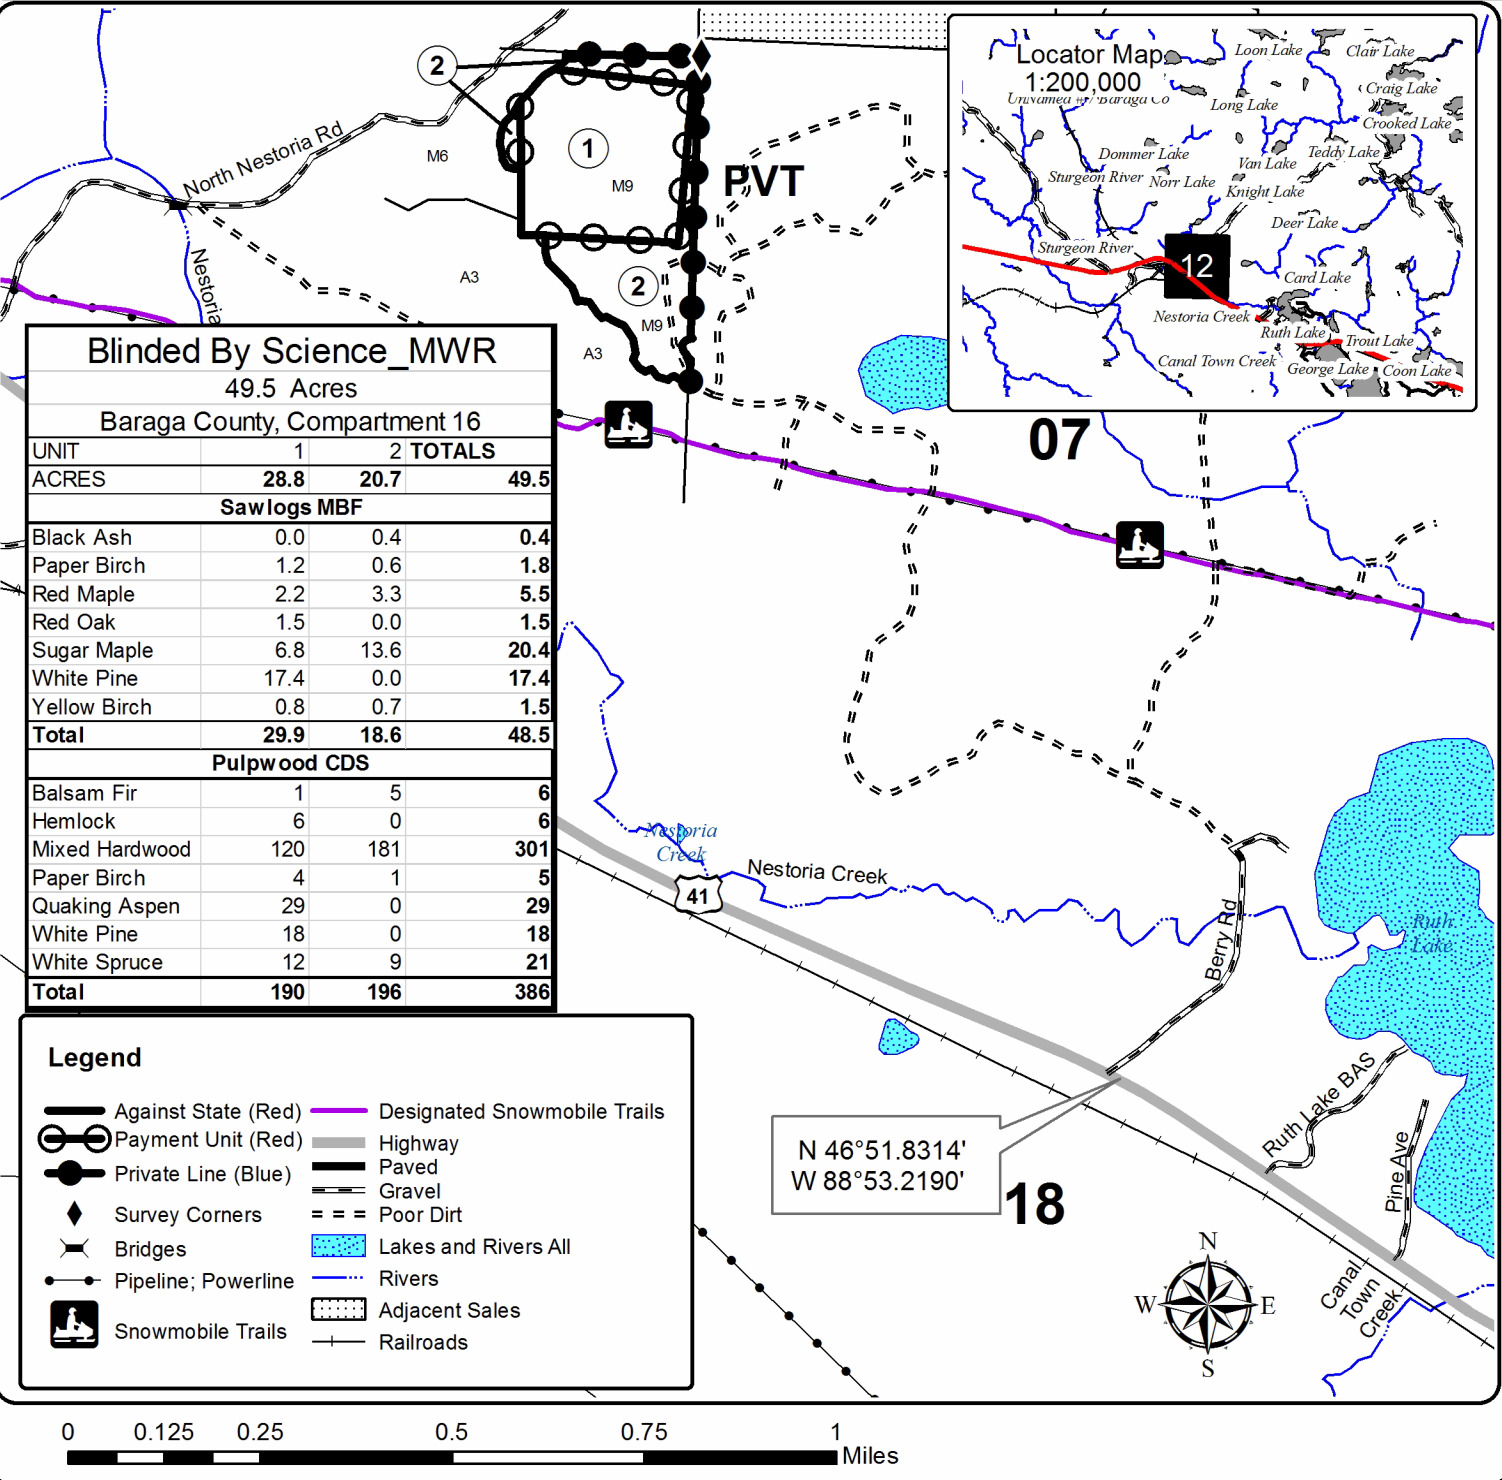 2
1
M6
M9
North Nestoria Rd
PVT
Nestoria
A3
2
M9
A3
Locator Map
1:200,000
Loon Lake
Clair Lake
Craig Lake
Long Lake
Crooked Lake
Dommer Lake
Van Lake
Teddy Lake
Sturgeon River
Norr Lake
Knight Lake
Deer Lake
Sturgeon River
12
Card Lake
Nestoria Creek
Ruth Lake
Trout Lake
Canal Town Creek
George Lake
Coon Lake
Blinded By Science_MWR
49.5 Acres
Baraga County, Compartment 16
UNIT 1 2 TOTALS
ACRES 28.8 20.7 49.5
Sawlogs MBF
Black Ash 0.0 0.4 0.4
Paper Birch 1.2 0.6 1.8
Red Maple 2.2 3.3 5.5
Red Oak 1.5 0.0 1.5
Sugar Maple 6.8 13.6 20.4
White Pine 17.4 0.0 17.4
Yellow Birch 0.8 0.7 1.5
Total 29.9 18.6 48.5
Pulpwood CDS
Balsam Fir 1 5 6
Hemlock 6 0 6
Mixed Hardwood 120 181 301
Paper Birch 4 1 5
Quaking Aspen 29 0 29
White Pine 18 0 18
White Spruce 12 9 21
Total 190 196 386
07
Nestoria
Creek
Nestoria Creek
41
Berry Rd
Ruth
Lake
Ruth Lake BAS
Pine Ave
N 46°51.8314'
W 88°53.2190'
18
Canal
Town
Creek
N
W E
S
Legend
Against State (Red)
Payment Unit (Red)
Private Line (Blue)
Survey Corners
Bridges
Pipeline; Powerline
Snowmobile Trails
Designated Snowmobile Trails
Highway
Paved
Gravel
Poor Dirt
Lakes and Rivers All
Rivers
Adjacent Sales
Railroads
0 0.125 0.25 0.5 0.75 1
Miles